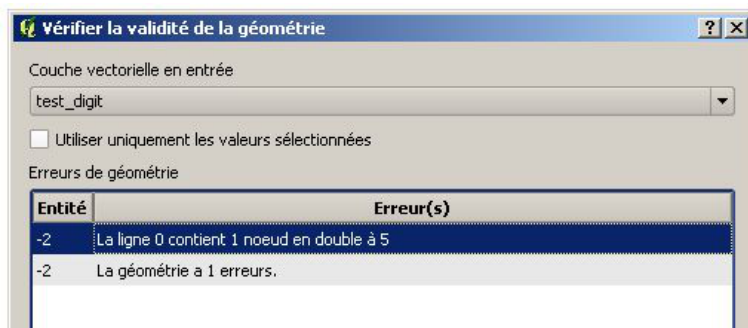 Vérifier la validité de la géométrie
Couche vectorielle en entrée
test_digit
Utiliser uniquement les valeurs sélectionnées
Erreurs de géométrie
Entité Erreur(s)
-2 La ligne 0 contient 1 noeud en double à 5
-2 La géométrie a 1 erreurs.